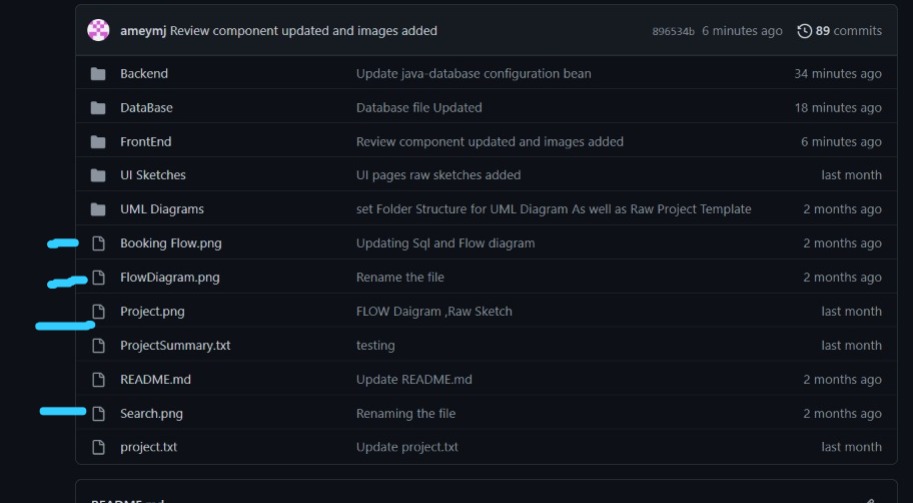 ameymj Review component updated and images added 896534b 6 minutes ago 89 commits
Backend Update java-database configuration bean 34 minutes ago
DataBase Database file Updated 18 minutes ago
FrontEnd Review component updated and images added 6 minutes ago
UI Sketches UI pages raw sketches added last month
UML Diagrams set Folder Structure for UML Diagram As well as Raw Project Template 2 months ago
Booking Flow.png Updating Sql and Flow diagram 2 months ago
FlowDiagram.png Rename the file 2 months ago
Project.png FLOW Daigram ,Raw Sketch last month
ProjectSummary.txt testing last month
README.md Update README.md 2 months ago
Search.png Renaming the file 2 months ago
project.txt Update project.txt last month
README.md